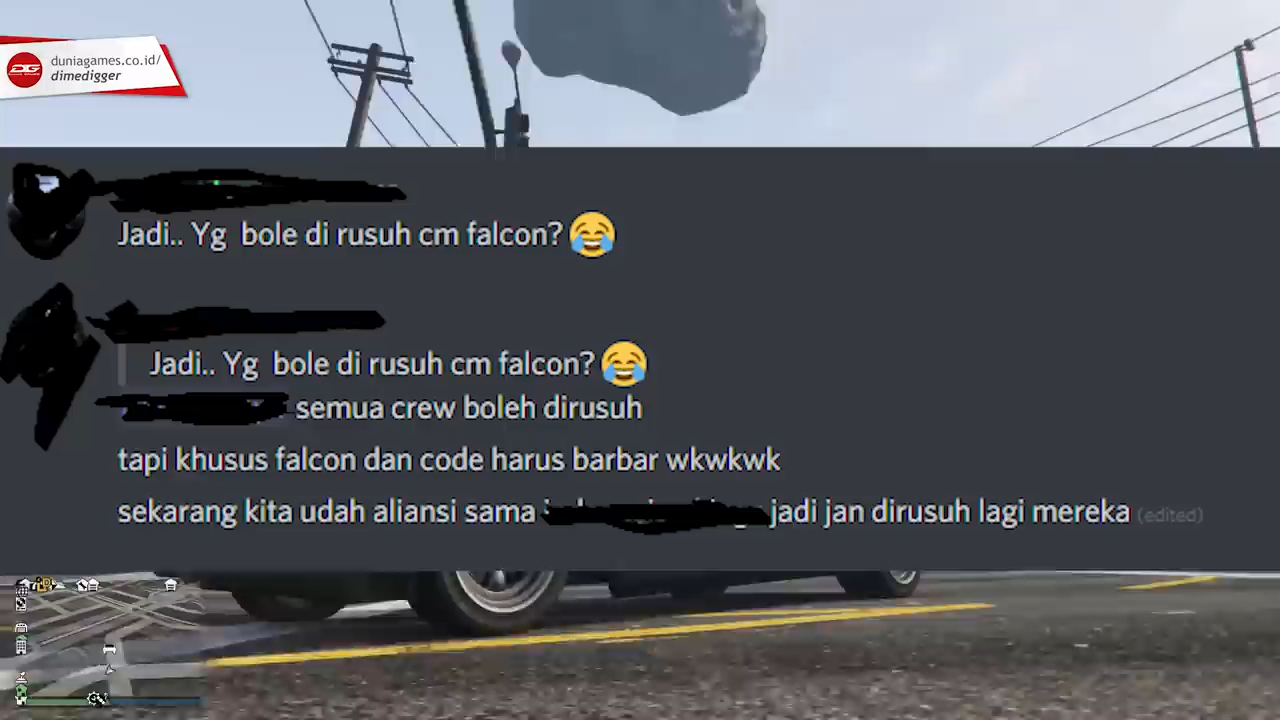 duniagames.co.id/
dimedigger
Jadi.. Yg bole di rusuh cm falcon? 😂
Jadi.. Yg bole di rusuh cm falcon? 😂
semua crew boleh dirusuh
tapi khusus falcon dan code harus barbar wkwkwk
sekarang kita udah aliansi sama jadi jan dirusuh lagi mereka (edited)